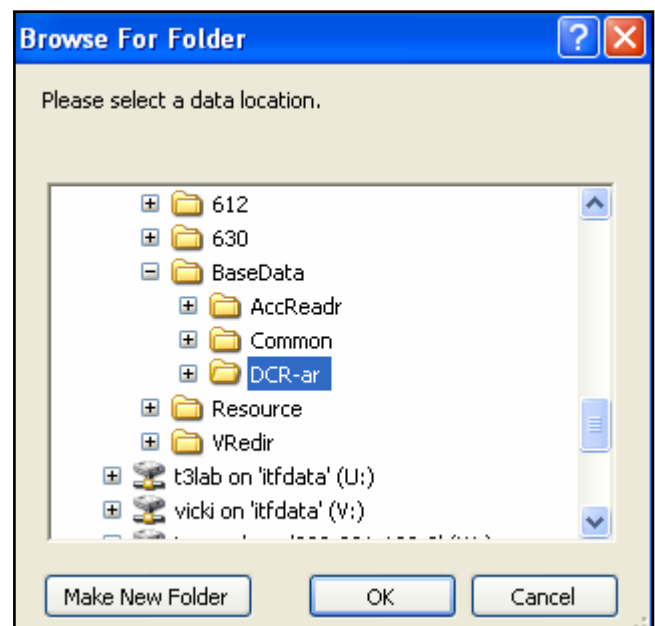 Browse For Folder
Please select a data location.
612
630
BaseData
AccReadr
Common
DCR-ar
Resource
VRedir
t3lab on 'itfdata' (U:)
vicki on 'itfdata' (V:)
Make New Folder OK Cancel